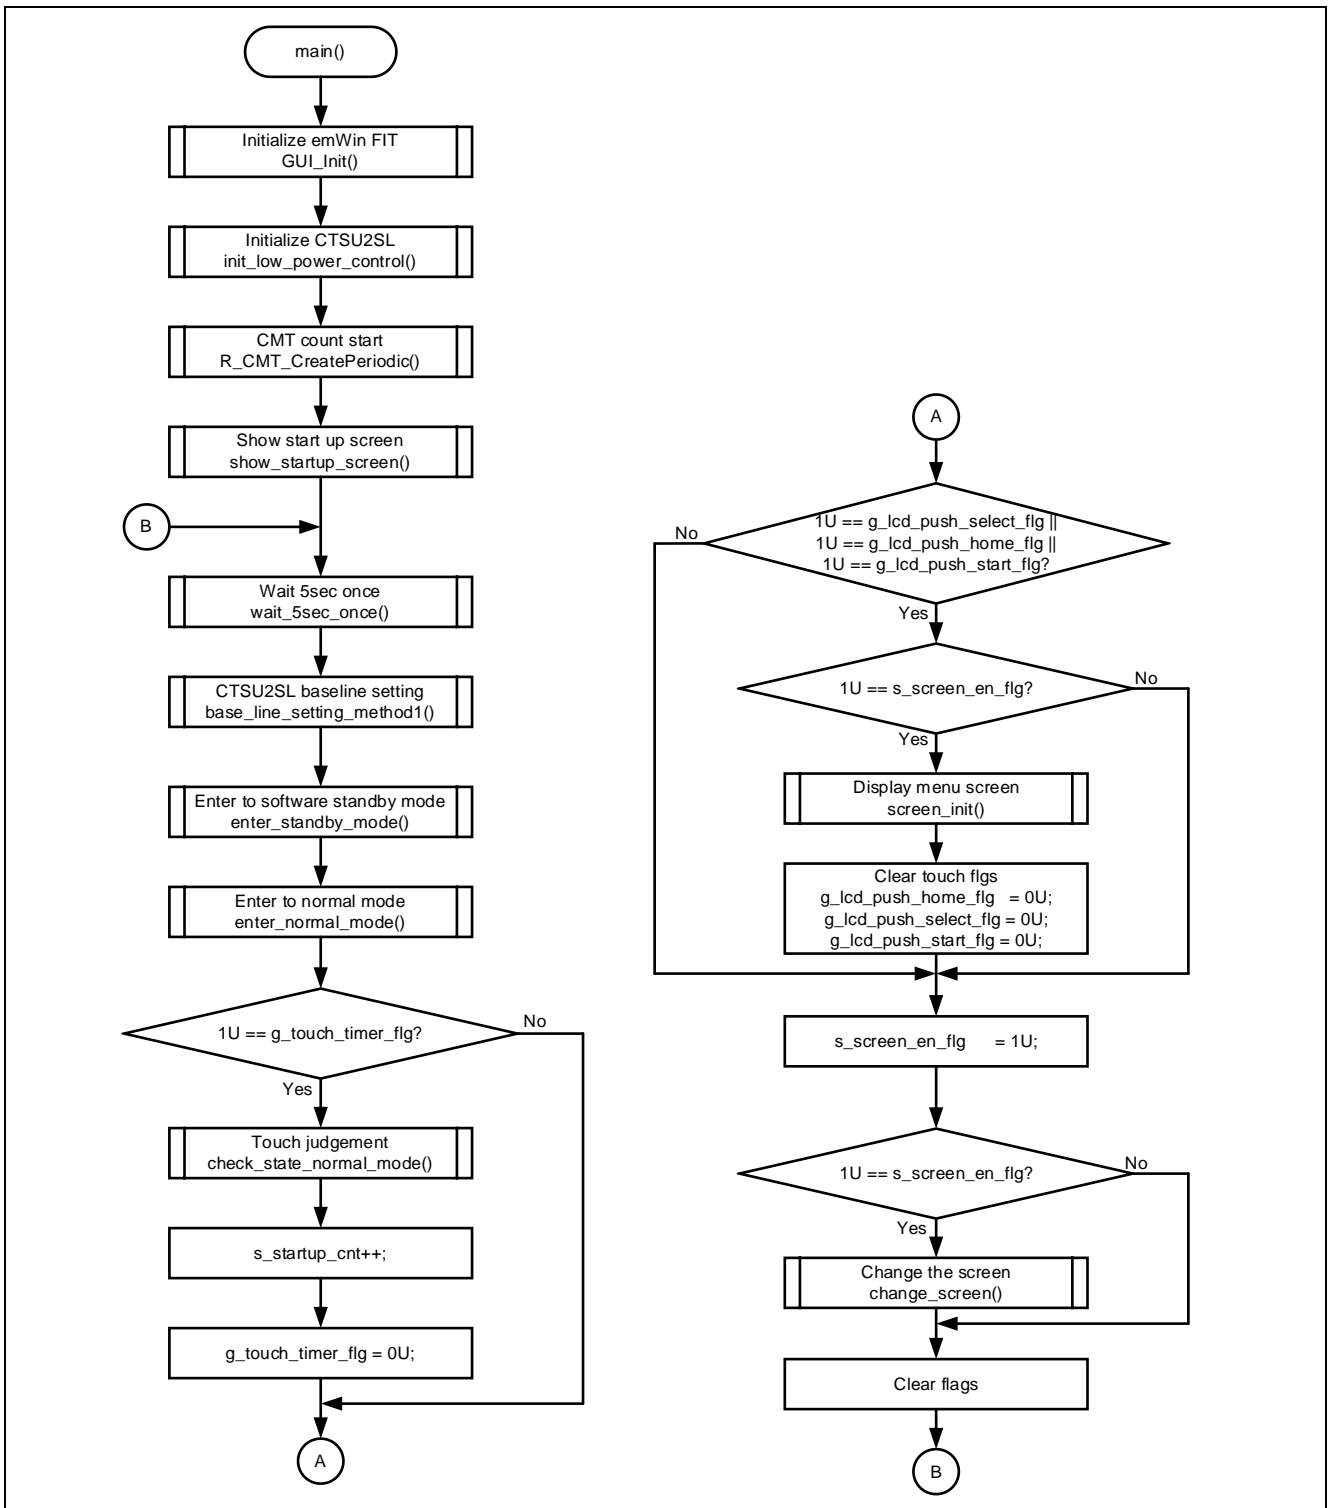 main()
Initialize emWin FIT
GUI_Init()
Initialize CTSU2SL
init_low_power_control()
CMT count start
R_CMT_CreatePeriodic()
Show start up screen
show_startup_screen()
B
Wait 5sec once
wait_5sec_once()
CTSU2SL baseline setting
base_line_setting_method1()
Enter to software standby mode
enter_standby_mode()
Enter to normal mode
enter_normal_mode()
1U == g_touch_timer_flg?
No
Yes
Touch judgement
check_state_normal_mode()
s_startup_cnt++;
g_touch_timer_flg = 0U;
A
A
1U == g_lcd_push_select_flg ||
1U == g_lcd_push_home_flg ||
1U == g_lcd_push_start_flg?
No
Yes
1U == s_screen_en_flg?
No
Yes
Display menu screen
screen_init()
Clear touch flgs
g_lcd_push_home_flg = 0U;
g_lcd_push_select_flg = 0U;
g_lcd_push_start_flg = 0U;
s_screen_en_flg = 1U;
1U == s_screen_en_flg?
No
Yes
Change the screen
change_screen()
Clear flags
B